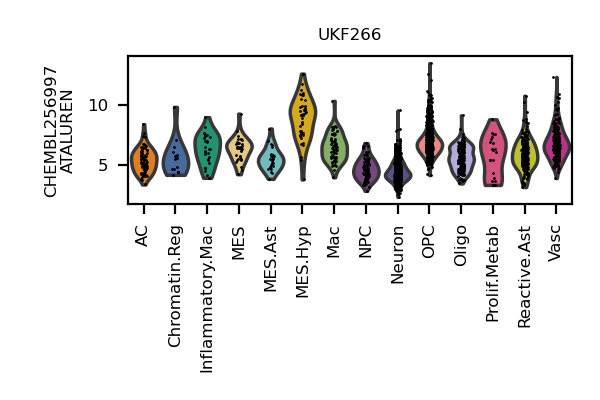 UKF266
CHEMBL256997
ATALUREN
10
5
AC
Chromatin.Reg
Inflammatory.Mac
MES
MES.Ast
MES.Hyp
Mac
NPC
Neuron
OPC
Oligo
Prolif.Metab
Reactive.Ast
Vasc